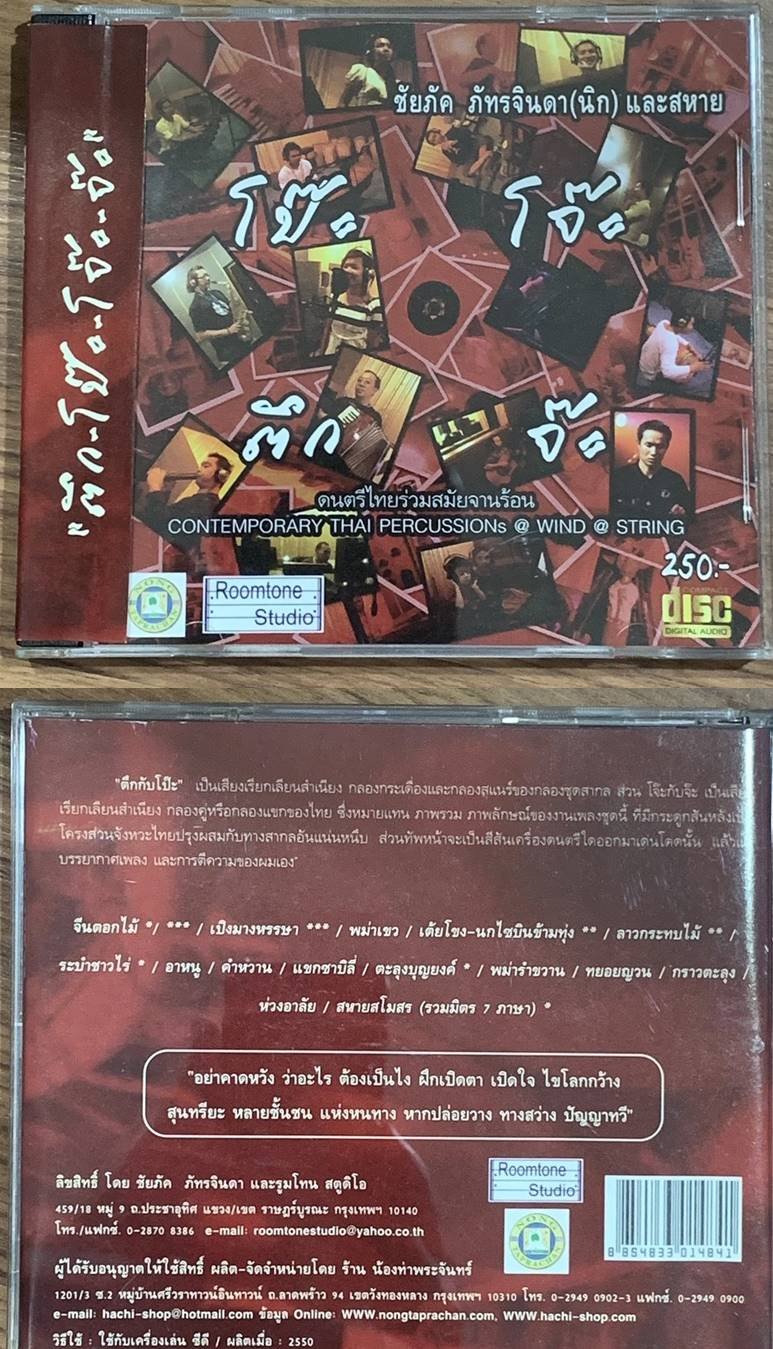 "ตึก-โป๊ะ-โจ๊ะ-จ๊ะ"
ชัยภัค ภัทรจินดา(นิก) และสหาย
โป๊ะ โจ๊ะ
ตึก จ๊ะ
ดนตรีไทยร่วมสมัยจานร้อน
CONTEMPORARY THAI PERCUSSIONs @ WIND @ STRING
250.-
NONG TAPRACHAN
Roomtone
Studio
COMPACT
disc
DIGITAL AUDIO
"ตึกกับโป๊ะ" เป็นเสียงเรียกเลียนสำเนียง กลองกระเดื่องและกลองสแนร์ของกลองชุดสากล ส่วน โจ๊ะกับจ๊ะ เป็นเสีย
เรียกเลียนสำเนียง กลองคู่หรือกลองแขกของไทย ซึ่งหมายแทน ภาพรวม ภาพลักษณ์ของงานเพลงชุดนี้ ที่มีกระดูกสันหลังเป็
โครงส่วนจังหวะไทยปรุงผสมกับทางสากลอันแน่นหนึบ ส่วนทัพหน้าจะเป็นสีสันเครื่องดนตรีใดออกมาเด่นโดดนั้น แล้วแ
บรรยากาศเพลง และการตีความของผมเอง"
จีนดอกไม้ */ *** / เปิงมางหรรษา *** / พม่าเขว / เต้ยโขง-นกไซบินข้ามทุ่ง ** / ลาวกระทบไม้ ** /
ระบำชาวไร่ * / อาหนู / คำหวาน / แขกซาบิลี่ / ตะลุงบุญยงค์ * / พม่ารำขวาน / ทยอยญวน / กราวตะลุง /
ห่วงอาลัย / สหายสโมสร (รวมมิตร 7 ภาษา) *
"อย่าคาดหวัง ว่าอะไร ต้องเป็นไง ฝึกเปิดตา เปิดใจ ไขโลกกว้าง
สุนทรียะ หลายชั้นชน แห่งหนทาง หากปล่อยวาง ทางสว่าง ปัญญาทวี"
ลิขสิทธิ์ โดย ชัยภัค ภัทรจินดา และรูมโทน สตูดิโอ
459/18 หมู่ 9 ถ.ประชาอุทิศ แขวง/เขต ราษฎร์บูรณะ กรุงเทพฯ 10140
โทร./แฟกซ์. 0-2870 8386 e-mail: roomtonestudio@yahoo.co.th
Roomtone
Studio
NONG TAPRACHAN
8 854833 014841
ผู้ได้รับอนุญาตให้ใช้สิทธิ์ ผลิต-จัดจำหน่ายโดย ร้าน น้องท่าพระจันทร์
1201/3 ซ.2 หมู่บ้านศรีวราทาวน์อินทาวน์ ถ.ลาดพร้าว 94 เขตวังทองหลาง กรุงเทพฯ 10310 โทร. 0-2949 0902-3 แฟกซ์. 0-2949 0900
e-mail: hachi-shop@hotmail.com ข้อมูล Online: WWW.nongtaprachan.com, WWW.hachi-shop.com
วิธีใช้ : ใช้กับเครื่องเล่น ซีดี / ผลิตเมื่อ : 2550